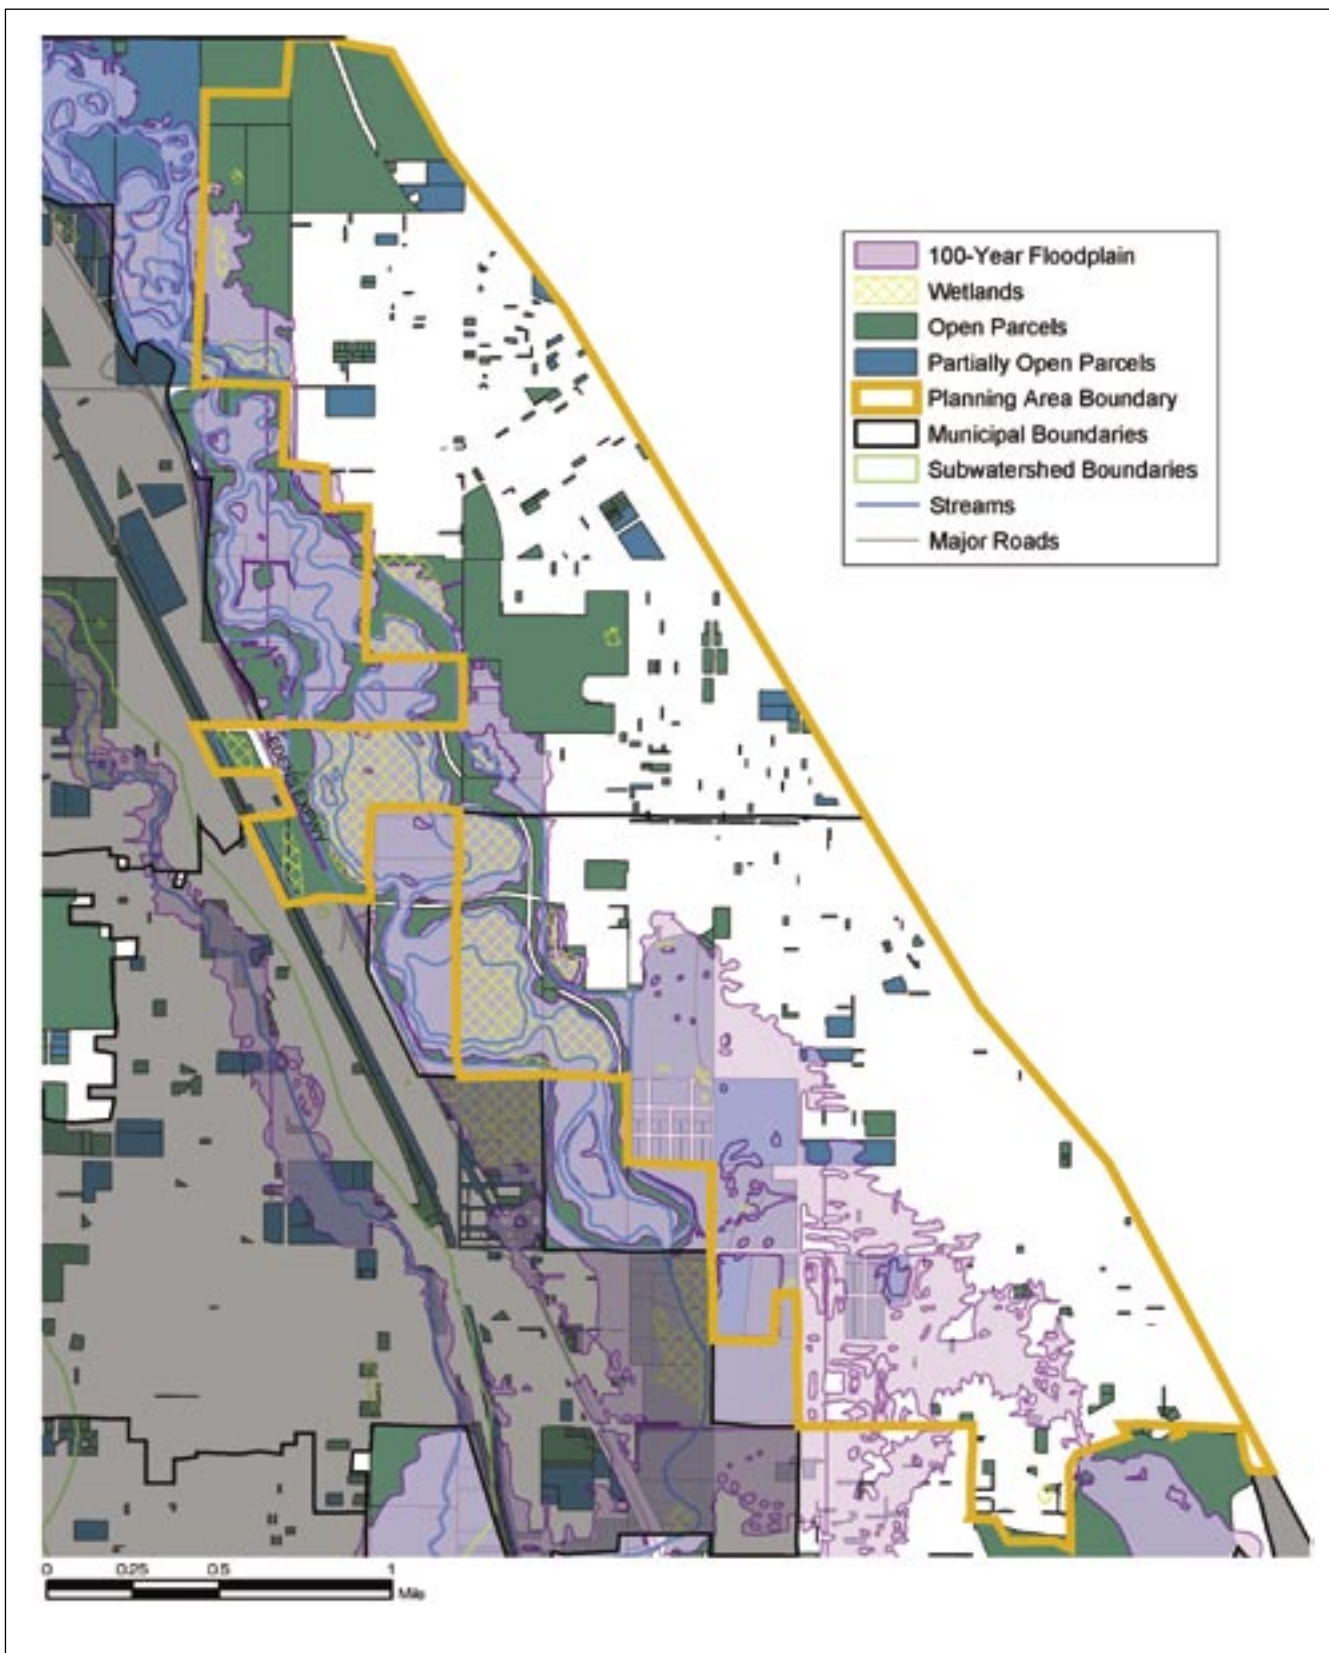 100-Year Floodplain
Wetlands
Open Parcels
Partially Open Parcels
Planning Area Boundary
Municipal Boundaries
Subwatershed Boundaries
Streams
Major Roads
0 0.25 0.5 1
Mile